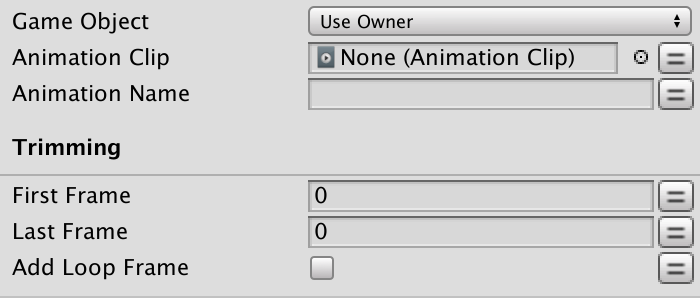 Game Object Use Owner
Animation Clip None (Animation Clip)
Animation Name
Trimming
First Frame 0
Last Frame 0
Add Loop Frame